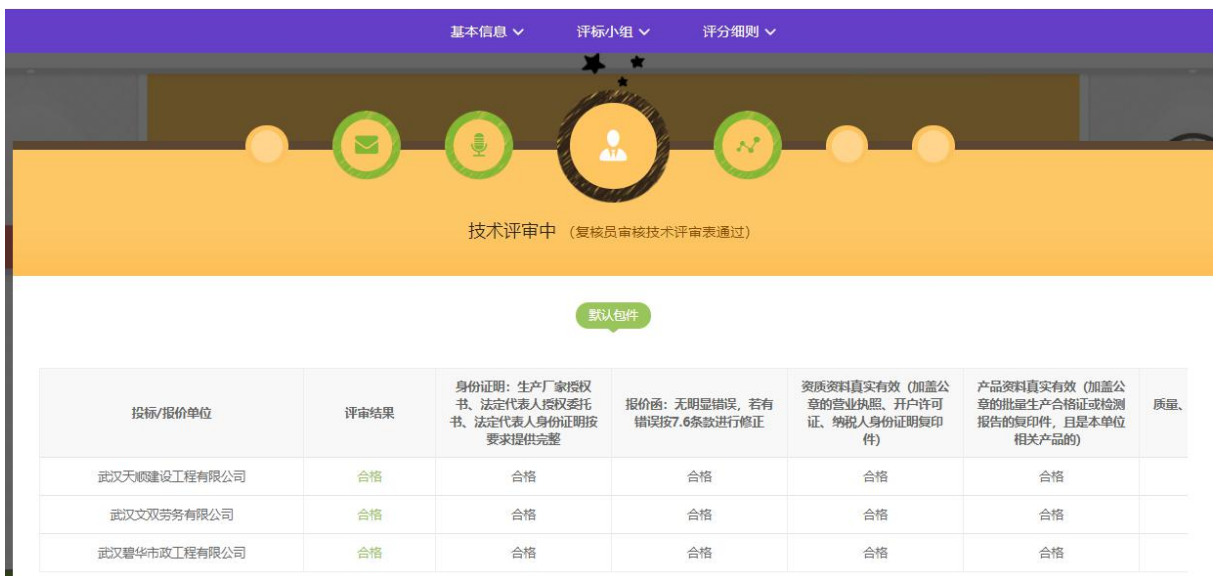 基本信息 评标小组 评分细则
技术评审中 （复核员审核技术评审表通过）
默认包件
投标/报价单位 评审结果 身份证明：生产厂家授权书、法定代表人授权委托书、法定代表人身份证明按要求提供完整 报价函：无明显错误，若有错误按7.6条款进行修正 资质资料真实有效（加盖公章的营业执照、开户许可证、纳税人身份证明复印件） 产品资料真实有效（加盖公章的批量生产合格证或检测报告的复印件，且是本单位相关产品的) 质量、
武汉天顺建设工程有限公司 合格 合格 合格 合格 合格
武汉文双劳务有限公司 合格 合格 合格 合格 合格
武汉碧华市政工程有限公司 合格 合格 合格 合格 合格